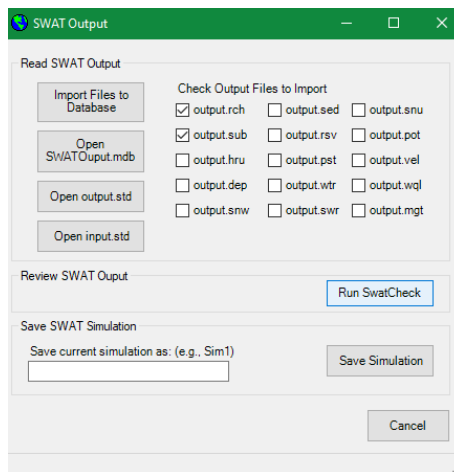 SWAT Output
Read SWAT Output
Import Files to
Database
Open
SWATOuput.mdb
Open output.std
Open input.std
Check Output Files to Import
output.rch output.sed output.snu
output.sub output.rsv output.pot
output.hru output.pst output.vel
output.dep output.wtr output.wql
output.snw output.swr output.mgt
Review SWAT Ouput
Run SwatCheck
Save SWAT Simulation
Save current simulation as: (e.g., Sim1)
Save Simulation
Cancel